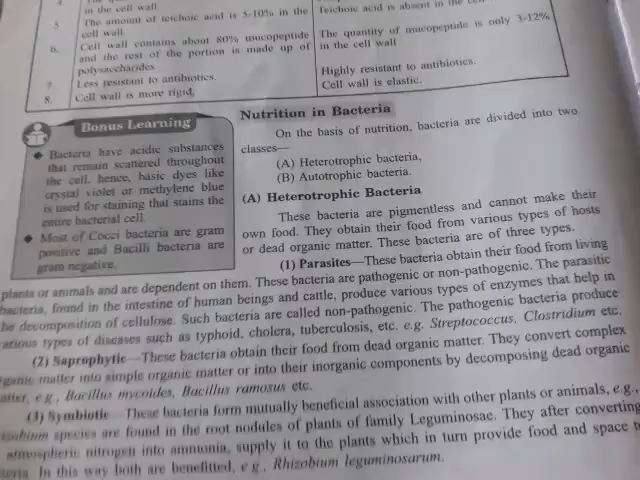 4.
in the cell wall.
5. The amount of teichoic acid is 5-10% in the
cell wall.
6. Cell wall contains about 80% mucopeptide
and the rest of the portion is made up of
polysaccharides.
7. Less resistant to antibiotics.
8. Cell wall is more rigid.
Teichoic acid is absent in the
The quantity of mucopeptide is only 3-12%
in the cell wall
Highly resistant to antibiotics.
Cell wall is elastic.
Bonus Learning
◆ Bacteria have acidic substances
that remain scattered throughout
the cell, hence, basic dyes like
crystal violet or methylene blue
is used for staining that stains the
entire bacterial cell.
◆ Most of Cocci bacteria are gram
positive and Bacilli bacteria are
gram negative.
Nutrition in Bacteria
On the basis of nutrition, bacteria are divided into two
classes—
(A) Heterotrophic bacteria,
(B) Autotrophic bacteria.
(A) Heterotrophic Bacteria
These bacteria are pigmentless and cannot make their
own food. They obtain their food from various types of hosts
or dead organic matter. These bacteria are of three types.
(1) Parasites—These bacteria obtain their food from living
plants or animals and are dependent on them. These bacteria are pathogenic or non-pathogenic. The parasitic
bacteria, found in the intestine of human beings and cattle, produce various types of enzymes that help in
he decomposition of cellulose. Such bacteria are called non-pathogenic. The pathogenic bacteria produce
arious types of diseases such as typhoid, cholera, tuberculosis, etc. e.g. Streptococcus, Clostridium etc.
(2) Saprophytic—These bacteria obtain their food from dead organic matter. They convert complex
rganic matter into simple organic matter or into their inorganic components by decomposing dead organic
atter, e.g., Bacillus mycoides, Bacillus ramosus etc.
(3) Symbiotic—These bacteria form mutually beneficial association with other plants or animals, e.g.,
izobium species are found in the root nodules of plants of family Leguminosae. They after converting
atmospheric nitrogen into ammonia, supply it to the plants which in turn provide food and space t
teria. In this way both are benefitted, e.g., Rhizobium leguminosarum.